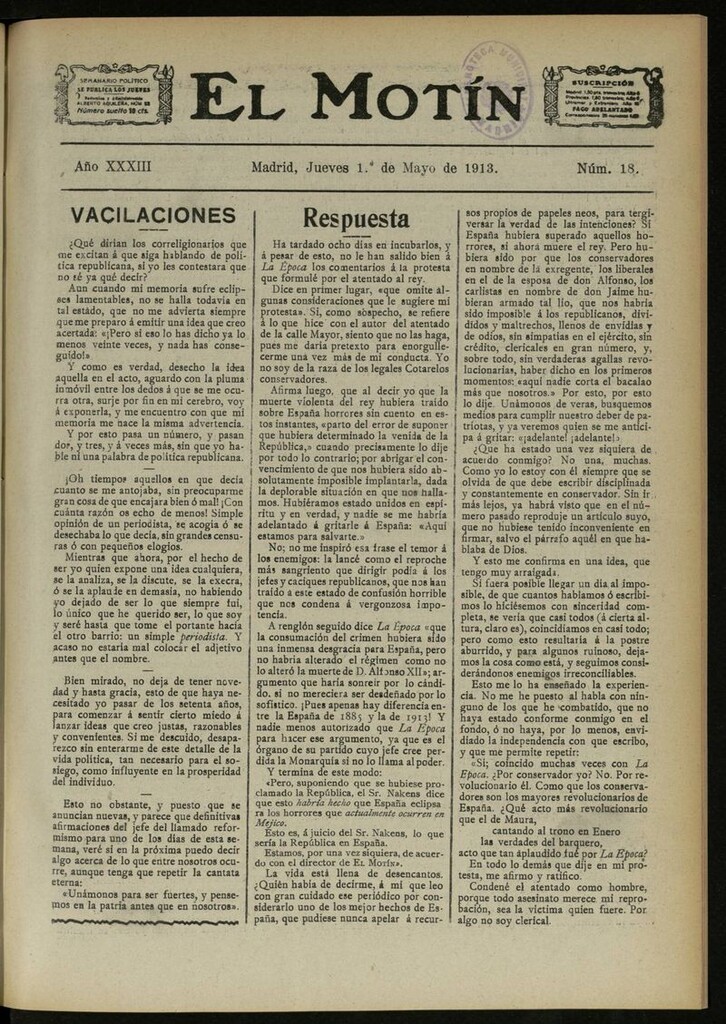 SEMANARIO POLÍTICO
SE PUBLICA LOS JUEVES
ALBERTO AGUILERA, NÚM 52
Número suelto 10 cts.
EL MOTÍN
SUSCRIPCIÓN
PAGO ADELANTADO
Año XXXIII
Madrid, Jueves 1.º de Mayo de 1913.
Núm. 18.
VACILACIONES
¿Qué dirían los correligionarios que
me excitan á que siga hablando de polí-
tica republicana, si yo les contestara que
no sé ya qué decir?
Aun cuando mi memoria sufre eclip-
ses lamentables, no se halla todavía en
tal estado, que no me advierta siempre
que me preparo á emitir una idea que creo
acertada: «¡Pero si eso lo has dicho ya lo
menos veinte veces, y nada has conse-
guido!»
Y como es verdad, desecho la idea
aquella en el acto, aguardo con la pluma
inmóvil entre los dedos á que se me ocu-
rra otra, surje por fin en mi cerebro, voy
á exponerla, y me encuentro con que mi
memoria me hace la misma advertencia.
Y por esto pasa un número, y pasan
dos, y tres, y á veces más, sin que yo ha-
ble ni una palabra de política republicana.
¡Oh tiempos aquellos en que decía
cuanto se me antojaba, sin preocuparme
gran cosa de que encajara bien ó mal! ¡Con
cuánta razón os echo de menos! Simple
opinión de un periodista, se acogía ó se
desechaba lo que decía, sin grandes censu-
ras ó con pequeños elogios.
Mientras que ahora, por el hecho de
ser yo quien expone una idea cualquiera,
se la analiza, se la discute, se la execra,
ó se la aplaude en demasía, no habiendo
yo dejado de ser lo que siempre fuí,
lo único que he querido ser, lo que soy
y seré hasta que tome el portante hacia
el otro barrio: un simple periodista. Y
acaso no estaría mal colocar el adjetivo
antes que el nombre.
Bien mirado, no deja de tener nove-
dad y hasta gracia, esto de que haya ne-
cesitado yo pasar de los setenta años,
para comenzar á sentir cierto miedo á
lanzar ideas que creo justas, razonables
y convenientes. Si me descuido, desapa-
rezco sin enterarme de este detalle de la
vida política, tan necesario para el so-
siego, como influyente en la prosperidad
del individuo.
Esto no obstante, y puesto que se
anuncian nuevas, y parece que definitivas
afirmaciones del jefe del llamado refor-
mismo para uno de los días de esta se-
mana, veré si en la próxima puedo decir
algo acerca de lo que entre nosotros ocu-
rre, aunque tenga que repetir la cantata
eterna:
«Unámonos para ser fuertes, y pense-
mos en la patria antes que en nosotros».
Respuesta
Ha tardado ocho días en incubarlos, y
á pesar de esto, no le han salido bién á
La Época los comentarios á la protesta
que formulé por el atentado al rey.
Dice en primer lugar, «que omite al-
gunas consideraciones que le sugiere mi
protesta». Si, como sospecho, se refiere
á lo que hice con el autor del atentado
de la calle Mayor, siento que no las haga,
pues me daría pretexto para enorgulle-
cerme una vez más de mi conducta. Yo
no soy de la raza de los legales Cotarelos
conservadores.
Afirma luego, que al decir yo que la
muerte violenta del rey hubiera traído
sobre España horrores sin cuento en es-
tos instantes, «parto del error de suponer
que hubiera determinado la venida de la
República,» cuando precisamente lo dije
por todo lo contrario; por abrigar el con-
vencimiento de que nos hubiera sido ab-
solutamente imposible implantarla, dada
la deplorable situación en que nos halla-
mos. Hubiéramos estado unidos en espí-
ritu y en verdad, y nadie se me habría
adelantado á gritarle á España: «Aquí
estamos para salvarte.»
No; no me inspiró esa frase el temor á
los enemigos: la lancé como el reproche
más sangriento que dirigir podía á los
jefes y caciques republicanos, que nos han
traído a este estado de confusión horrible
que nos condena á vergonzosa impo-
tencia.
A renglón seguido dice La Época «que
la consumación del crimen hubiera sido
una inmensa desgracia para España, pero
no habría alterado el régimen como no
lo alteró la muerte de D. Alfonso XII»; ar-
gumento que haría sonreir por lo cándi-
do, si no mereciera ser desdeñado por lo
sofístico. ¡Pues apenas hay diferencia en-
tre la España de 1885 y la de 1913! Y
nadie menos autorizado que La Época
para hacer ese argumento, ya que es el
órgano de su partido cuyo jefe cree per-
dida la Monarquía si no lo llama al poder.
Y termina de este modo:
«Pero, suponiendo que se hubiese pro-
clamado la República, el Sr. Nakens dice
que esto habría hecho que España eclipsa
ra los horrores que actualmente ocurren en
Méjico.
Esto es, á juicio del Sr. Nakens, lo que
sería la República en España.
Estamos, por una vez siquiera, de acuer-
do con el director de EL MOTÍN.»
La vida está llena de desencantos.
¿Quién había de decirme, á mí que leo
con gran cuidado ese periódico por con-
siderarlo uno de los mejor hechos de Es-
paña, que pudiese nunca apelar á recur-
sos propios de papeles neos, para tergi-
versar la verdad de las intenciones? Si
España hubiera superado aquellos ho-
rrores, si ahora muere el rey. Pero hu-
biera sido por que los conservadores
en nombre de la exregente, los liberales
en el de la esposa de don Alfonso, los
carlistas en nombre de don Jaime hu-
bieran armado tal lío, que nos habría
sido imposible á los republicanos, divi-
didos y maltrechos, llenos de envidias y
de odios, sin simpatías en el ejército, sin
crédito, clericales en gran número, y,
sobre todo, sin verdaderas agallas revo-
lucionarias, haber dicho en los primeros
momentos: «aquí nadie corta el bacalao
más que nosotros.» Por esto, por esto
lo dije. Unámonos de veras, busquemos
medios para cumplir nuestro deber de pa-
triotas, y ya veremos quien se me antici-
pa á gritar: «¡adelante! ¡adelante!»
¿Que ha estado una vez siquiera de
acuerdo conmigo? No una, muchas.
Como yo lo estoy con él siempre que se
olvida de que debe escribir disciplinada
y constantemente en conservador. Sin ir
más lejos, ya habrá visto que en el nú-
mero pasado reproduje un artículo suyo,
que no hubiese tenido inconveniente en
firmar, salvo el párrafo aquél en que ha-
blaba de Dios.
Y esto me confirma en una idea, que
tengo muy arraigada.
Si fuera posible llegar un día al impo-
sible, de que cuantos hablamos ó escribi-
mos lo hiciésemos con sinceridad com-
pleta, se vería que casi todos (á cierta al-
tura, claro es), coincidíamos en casi todo;
pero como esto resultaría á la postre
aburrido, y para algunos ruinoso, deja-
mos la cosa como está, y seguimos consi-
derándonos enemigos irreconciliables.
Esto me lo ha enseñado la experien-
cia. No me he puesto al habla con nin-
guno de los que he combatido, que no
haya estado conforme conmigo en el
fondo, ó no haya, por lo menos, envi-
diado la independencia con que escribo,
y que me permite repetir:
«Sí; coincido muchas veces con La
Época. ¿Por conservador yo? No. Por re-
volucionario él. Como que los conserva-
dores son los mayores revolucionarios de
España. ¿Qué acto más revolucionario
que el de Maura,
cantando al trono en Enero
las verdades del barquero,
acto que tan aplaudido fué por La Época?
En todo lo demás que dije en mi pro-
testa, me afirmo y ratifico.
Condené el atentado como hombre,
porque todo asesinato merece mi repro-
bación, sea la víctima quien fuere. Por
algo no soy clerical.